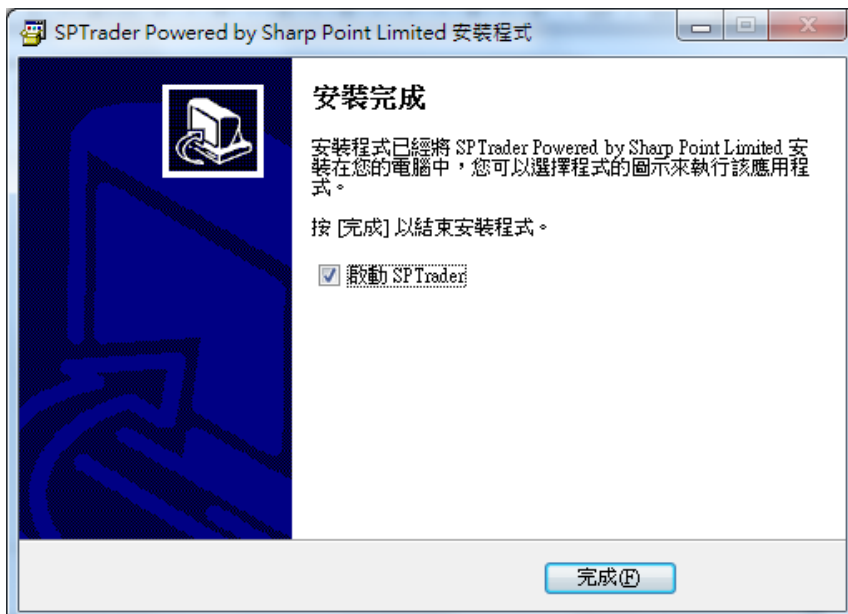 SPTrader Powered by Sharp Point Limited 安裝程式
安裝完成
安裝程式已經將 SPTrader Powered by Sharp Point Limited 安
裝在您的電腦中，您可以選擇程式的圖示來執行該應用程
式。
按 [完成] 以結束安裝程式。
啟動 SPTrader
完成(F)